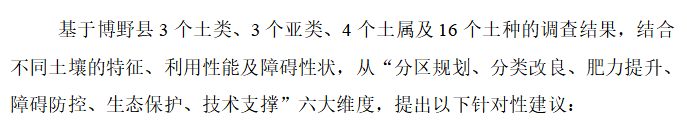 基于博野县 3 个土类、3 个亚类、4 个土属及 16 个土种的调查结果，结合
不同土壤的特征、利用性能及障碍性状，从“分区规划、分类改良、肥力提升、
障碍防控、生态保护、技术支撑”六大维度，提出以下针对性建议：